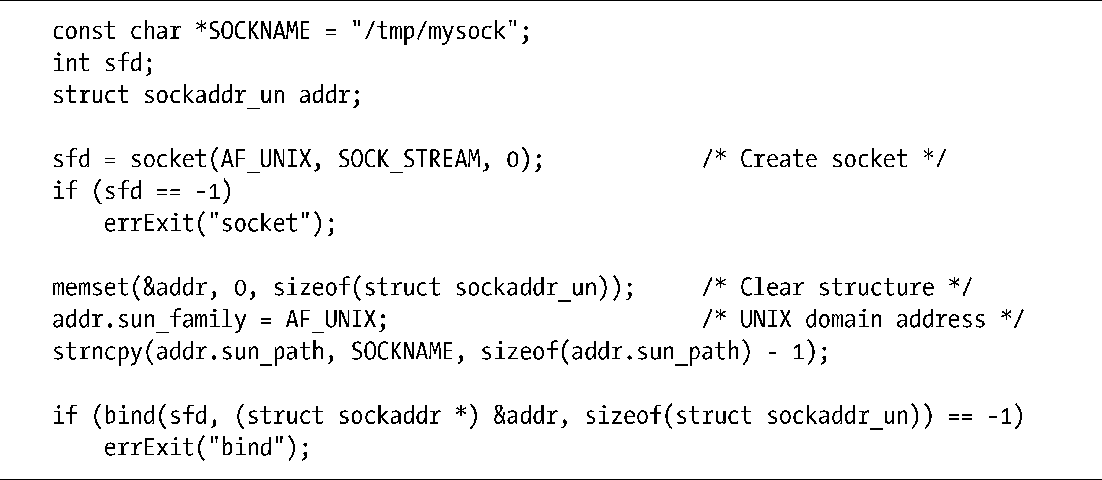 const char *SOCKNAME = "/tmp/mysock";
int sfd;
struct sockaddr_un addr;
sfd = socket(AF_UNIX, SOCK_STREAM, 0); /* Create socket */
if (sfd == -1)
errExit("socket");
memset(&addr, 0, sizeof(struct sockaddr_un)); /* Clear structure */
addr.sun_family = AF_UNIX; /* UNIX domain address */
strncpy(addr.sun_path, SOCKNAME, sizeof(addr.sun_path) - 1);
if (bind(sfd, (struct sockaddr *) &addr, sizeof(struct sockaddr_un)) == -1)
errExit("bind");